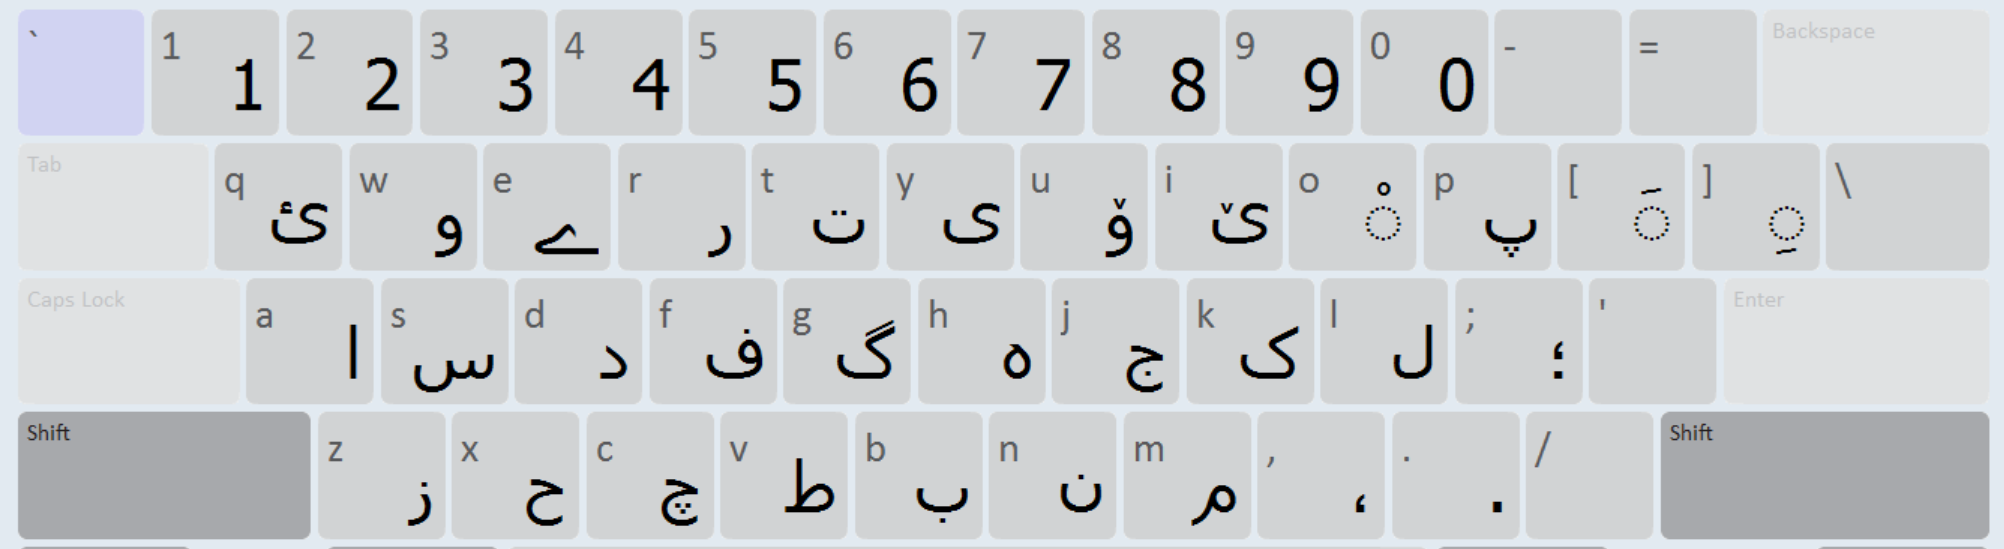 ` 1 1 2 2 3 3 4 4 5 5 6 6 7 7 8 8 9 9 0 0 - = Backspace
Tab q ئ w و e ے r ر t ت y ی u ۆ i ێ o ْ p پ [ َ ] ِ \
Caps Lock a ا s س d د f ف g گ h ہ j ج k ک l ل ; ؛ ' Enter
Shift z ز x ح c چ v ط b ب n ن m م , ، . . / Shift